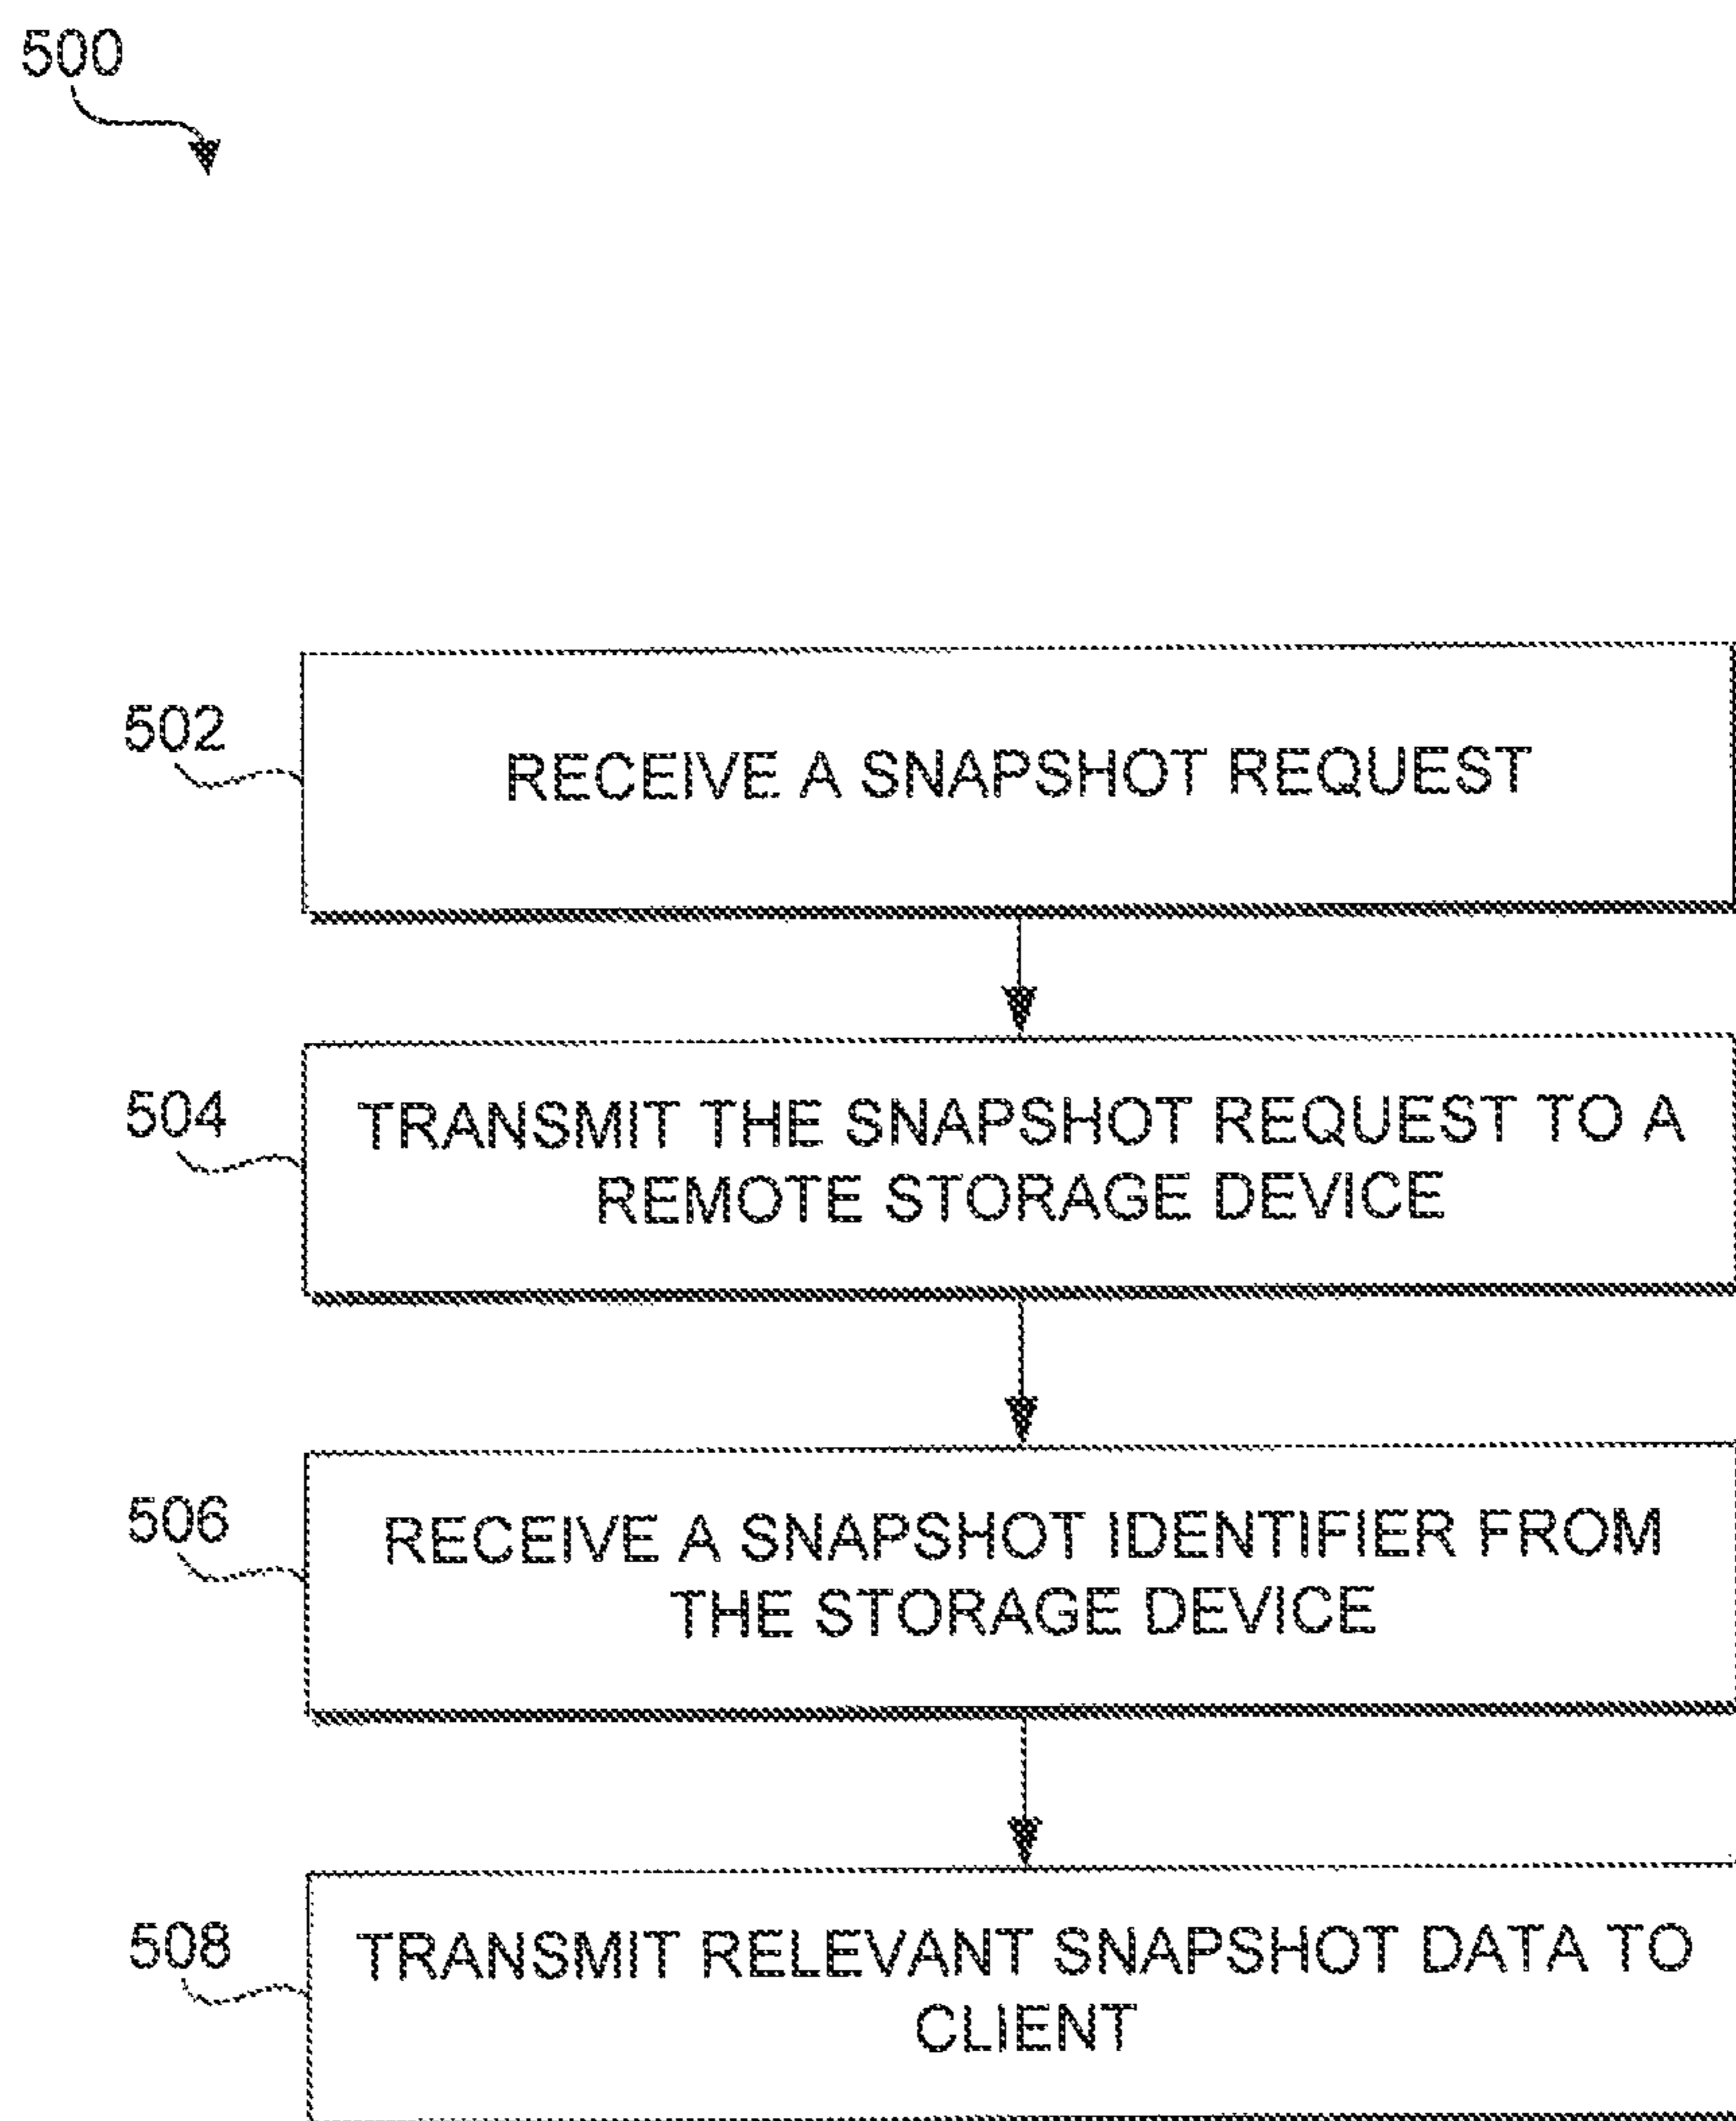 500
502
RECEIVE A SNAPSHOT REQUEST
504
TRANSMIT THE SNAPSHOT REQUEST TO A
REMOTE STORAGE DEVICE
506
RECEIVE A SNAPSHOT IDENTIFIER FROM
THE STORAGE DEVICE
508
TRANSMIT RELEVANT SNAPSHOT DATA TO
CLIENT